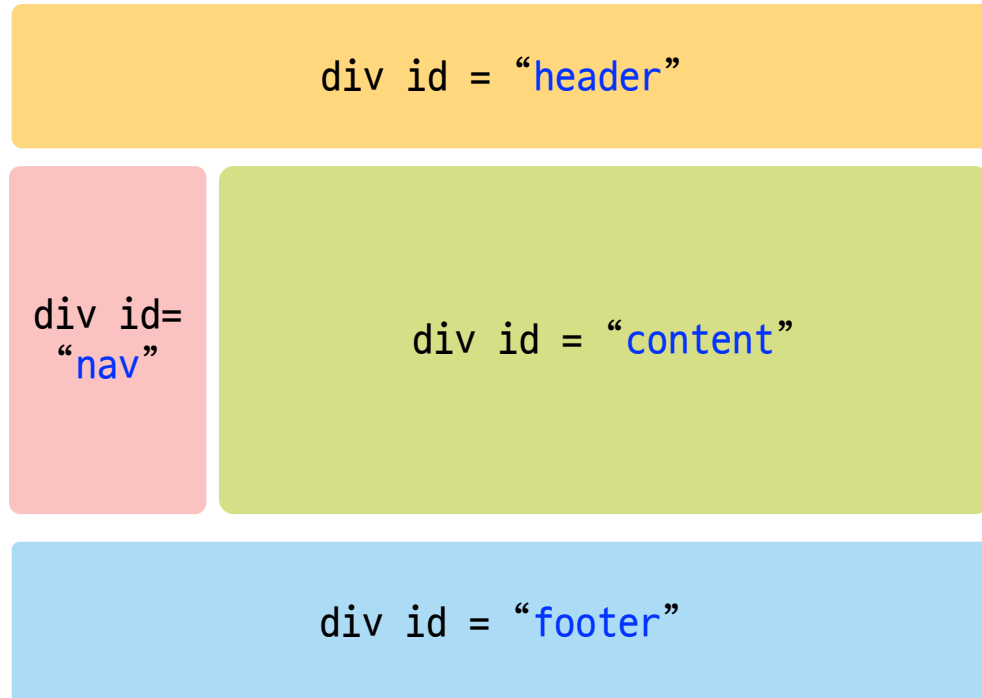 div id = “header”
div id=
“nav”
div id = “content”
div id = “footer”